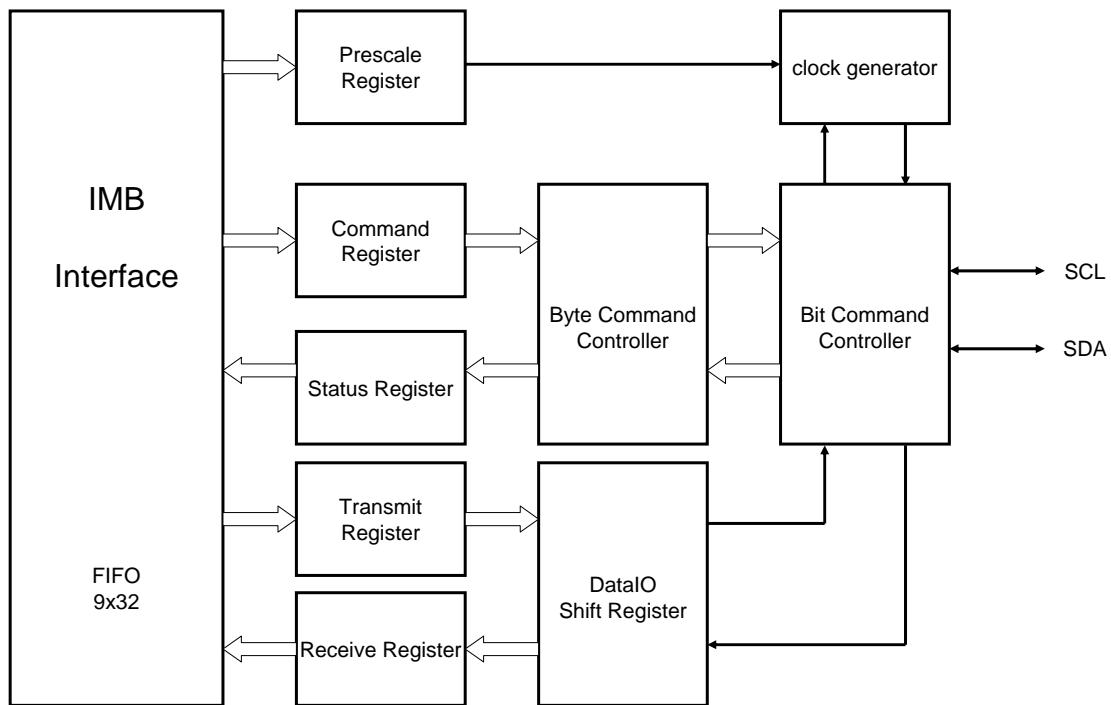 Prescale
Register
clock generator
IMB
Interface
Command
Register
Byte Command
Controller
Bit Command
Controller
SCL
SDA
Status Register
Transmit
Register
FIFO
9x32
DataIO
Shift Register
Receive Register